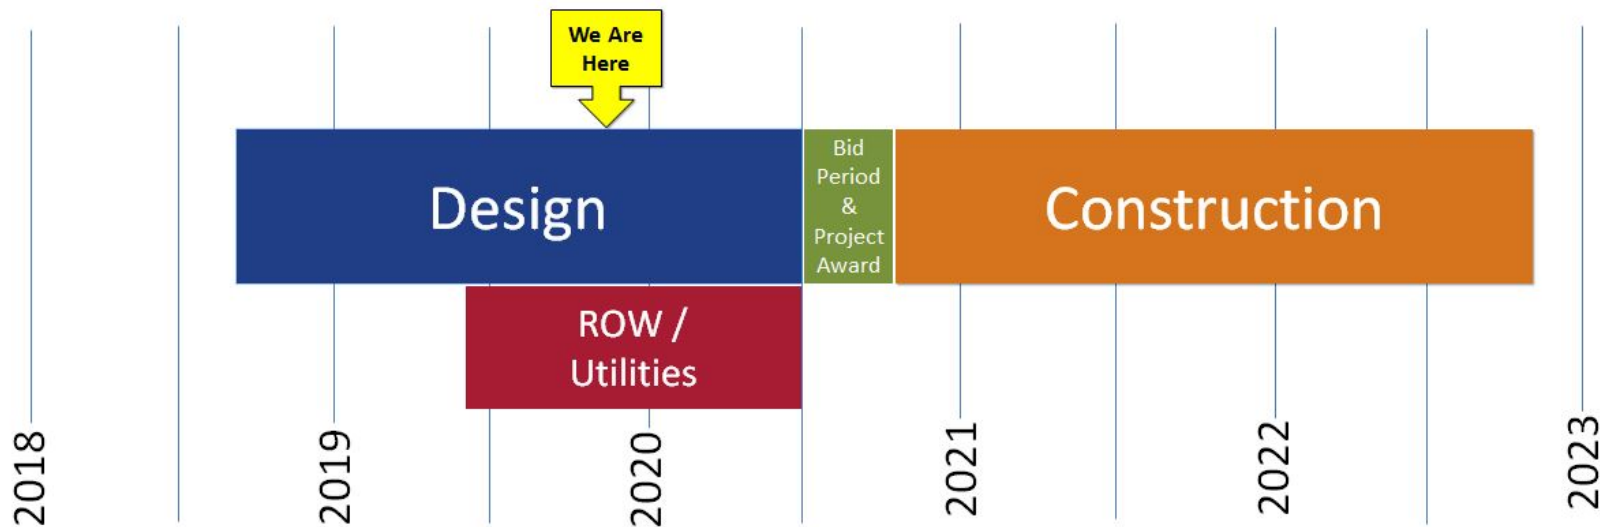 We Are
Here
Design
Bid
Period
&
Project
Award
Construction
ROW /
Utilities
2018
2019
2020
2021
2022
2023